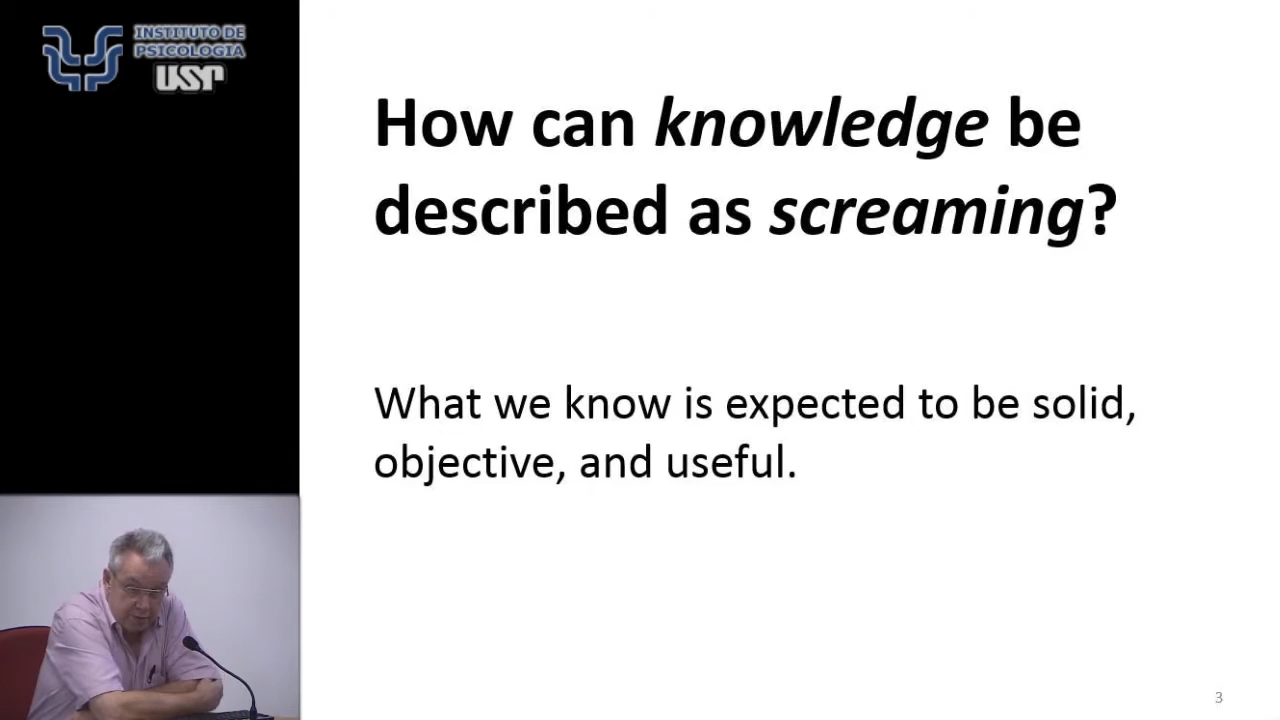 INSTITUTO DE
PSICOLOGIA
USP
How can knowledge be
described as screaming?
What we know is expected to be solid,
objective, and useful.
3